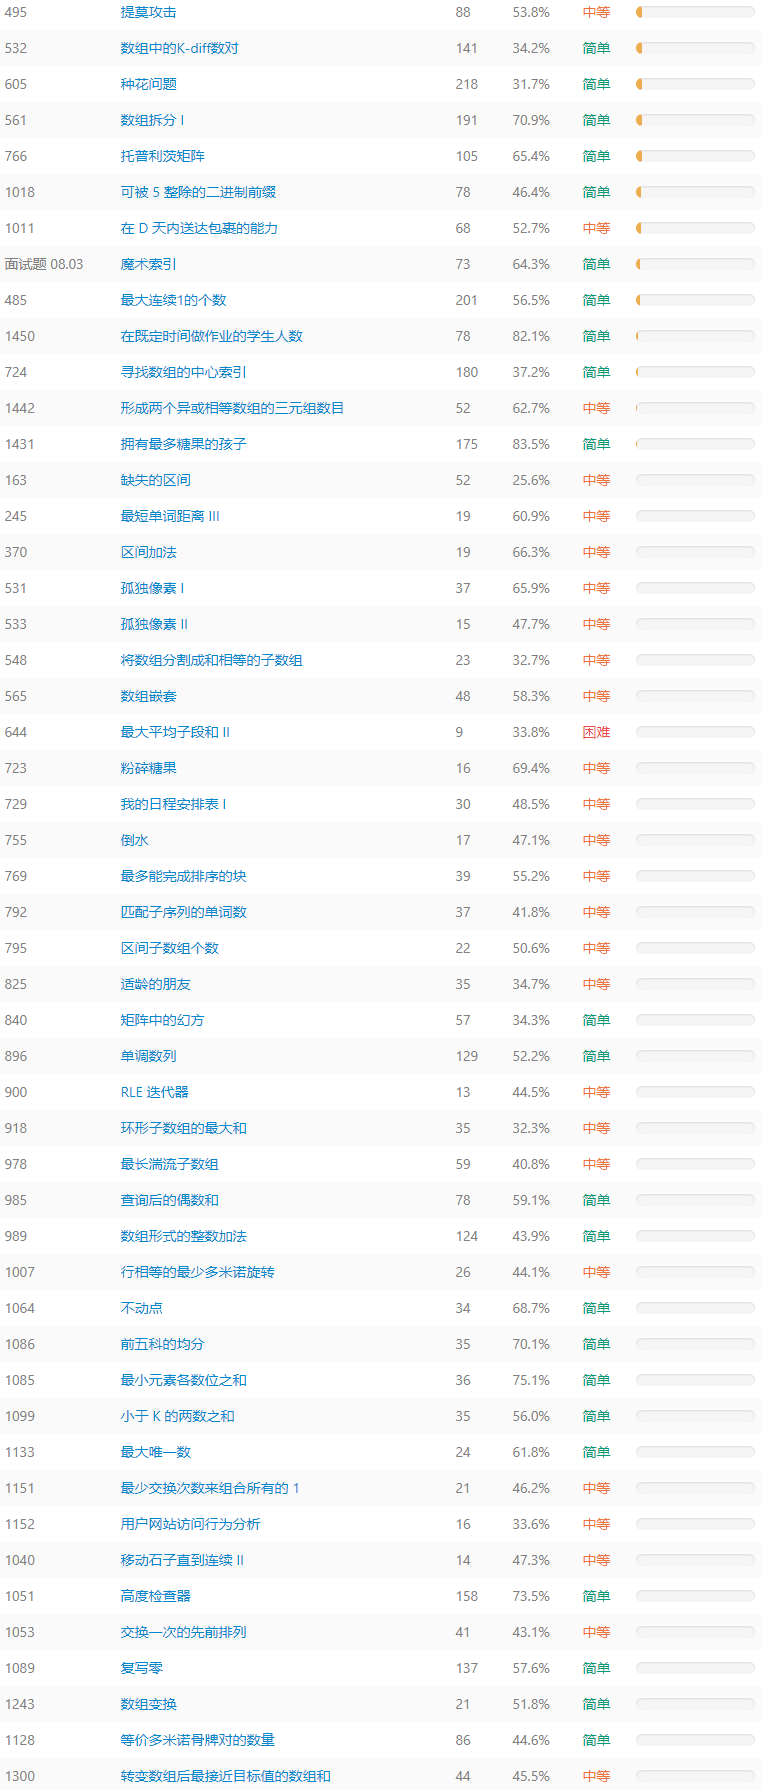 495 提莫攻击 88 53.8% 中等
532 数组中的K-diff数对 141 34.2% 简单
605 种花问题 218 31.7% 简单
561 数组拆分 I 191 70.9% 简单
766 托普利茨矩阵 105 65.4% 简单
1018 可被 5 整除的二进制前缀 78 46.4% 简单
1011 在 D 天内送达包裹的能力 68 52.7% 中等
面试题 08.03 魔术索引 73 64.3% 简单
485 最大连续1的个数 201 56.5% 简单
1450 在既定时间做作业的学生人数 78 82.1% 简单
724 寻找数组的中心索引 180 37.2% 简单
1442 形成两个异或相等数组的三元组数目 52 62.7% 中等
1431 拥有最多糖果的孩子 175 83.5% 简单
163 缺失的区间 52 25.6% 中等
245 最短单词距离 III 19 60.9% 中等
370 区间加法 19 66.3% 中等
531 孤独像素 I 37 65.9% 中等
533 孤独像素 II 15 47.7% 中等
548 将数组分割成和相等的子数组 23 32.7% 中等
565 数组嵌套 48 58.3% 中等
644 最大平均子段和 II 9 33.8% 困难
723 粉碎糖果 16 69.4% 中等
729 我的日程安排表 I 30 48.5% 中等
755 倒水 17 47.1% 中等
769 最多能完成排序的块 39 55.2% 中等
792 匹配子序列的单词数 37 41.8% 中等
795 区间子数组个数 22 50.6% 中等
825 适龄的朋友 35 34.7% 中等
840 矩阵中的幻方 57 34.3% 简单
896 单调数列 129 52.2% 简单
900 RLE 迭代器 13 44.5% 中等
918 环形子数组的最大和 35 32.3% 中等
978 最长湍流子数组 59 40.8% 中等
985 查询后的偶数和 78 59.1% 简单
989 数组形式的整数加法 124 43.9% 简单
1007 行相等的最少多米诺旋转 26 44.1% 中等
1064 不动点 34 68.7% 简单
1086 前五科的均分 35 70.1% 简单
1085 最小元素各数位之和 36 75.1% 简单
1099 小于 K 的两数之和 35 56.0% 简单
1133 最大唯一数 24 61.8% 简单
1151 最少交换次数来组合所有的 1 21 46.2% 中等
1152 用户网站访问行为分析 16 33.6% 中等
1040 移动石子直到连续 II 14 47.3% 中等
1051 高度检查器 158 73.5% 简单
1053 交换一次的先前排列 41 43.1% 中等
1089 复写零 137 57.6% 简单
1243 数组变换 21 51.8% 简单
1128 等价多米诺骨牌对的数量 86 44.6% 简单
1300 转变数组后最接近目标值的数组和 44 45.5% 中等